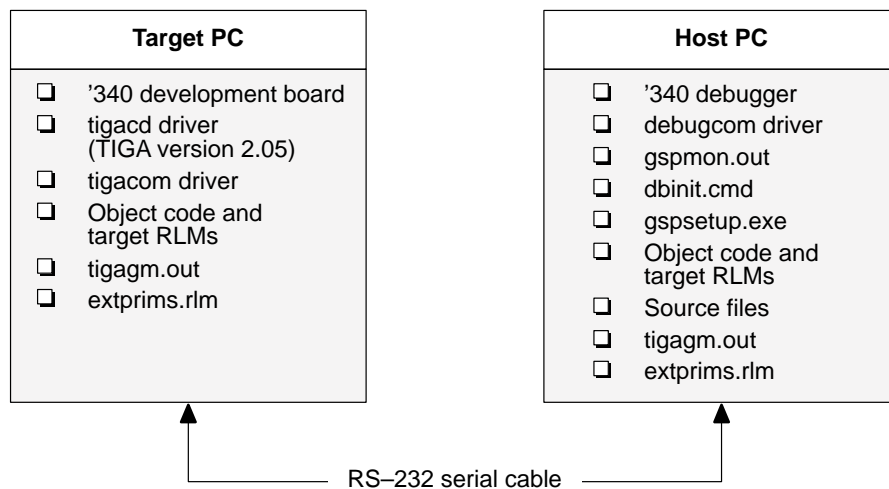 Target PC
❏ ’340 development board
❏ tigacd driver
(TIGA version 2.05)
❏ tigacom driver
❏ Object code and
target RLMs
❏ tigagm.out
❏ extprims.rlm
Host PC
❏ ’340 debugger
❏ debugcom driver
❏ gspmon.out
❏ dbinit.cmd
❏ gspsetup.exe
❏ Object code and
target RLMs
❏ Source files
❏ tigagm.out
❏ extprims.rlm
RS–232 serial cable